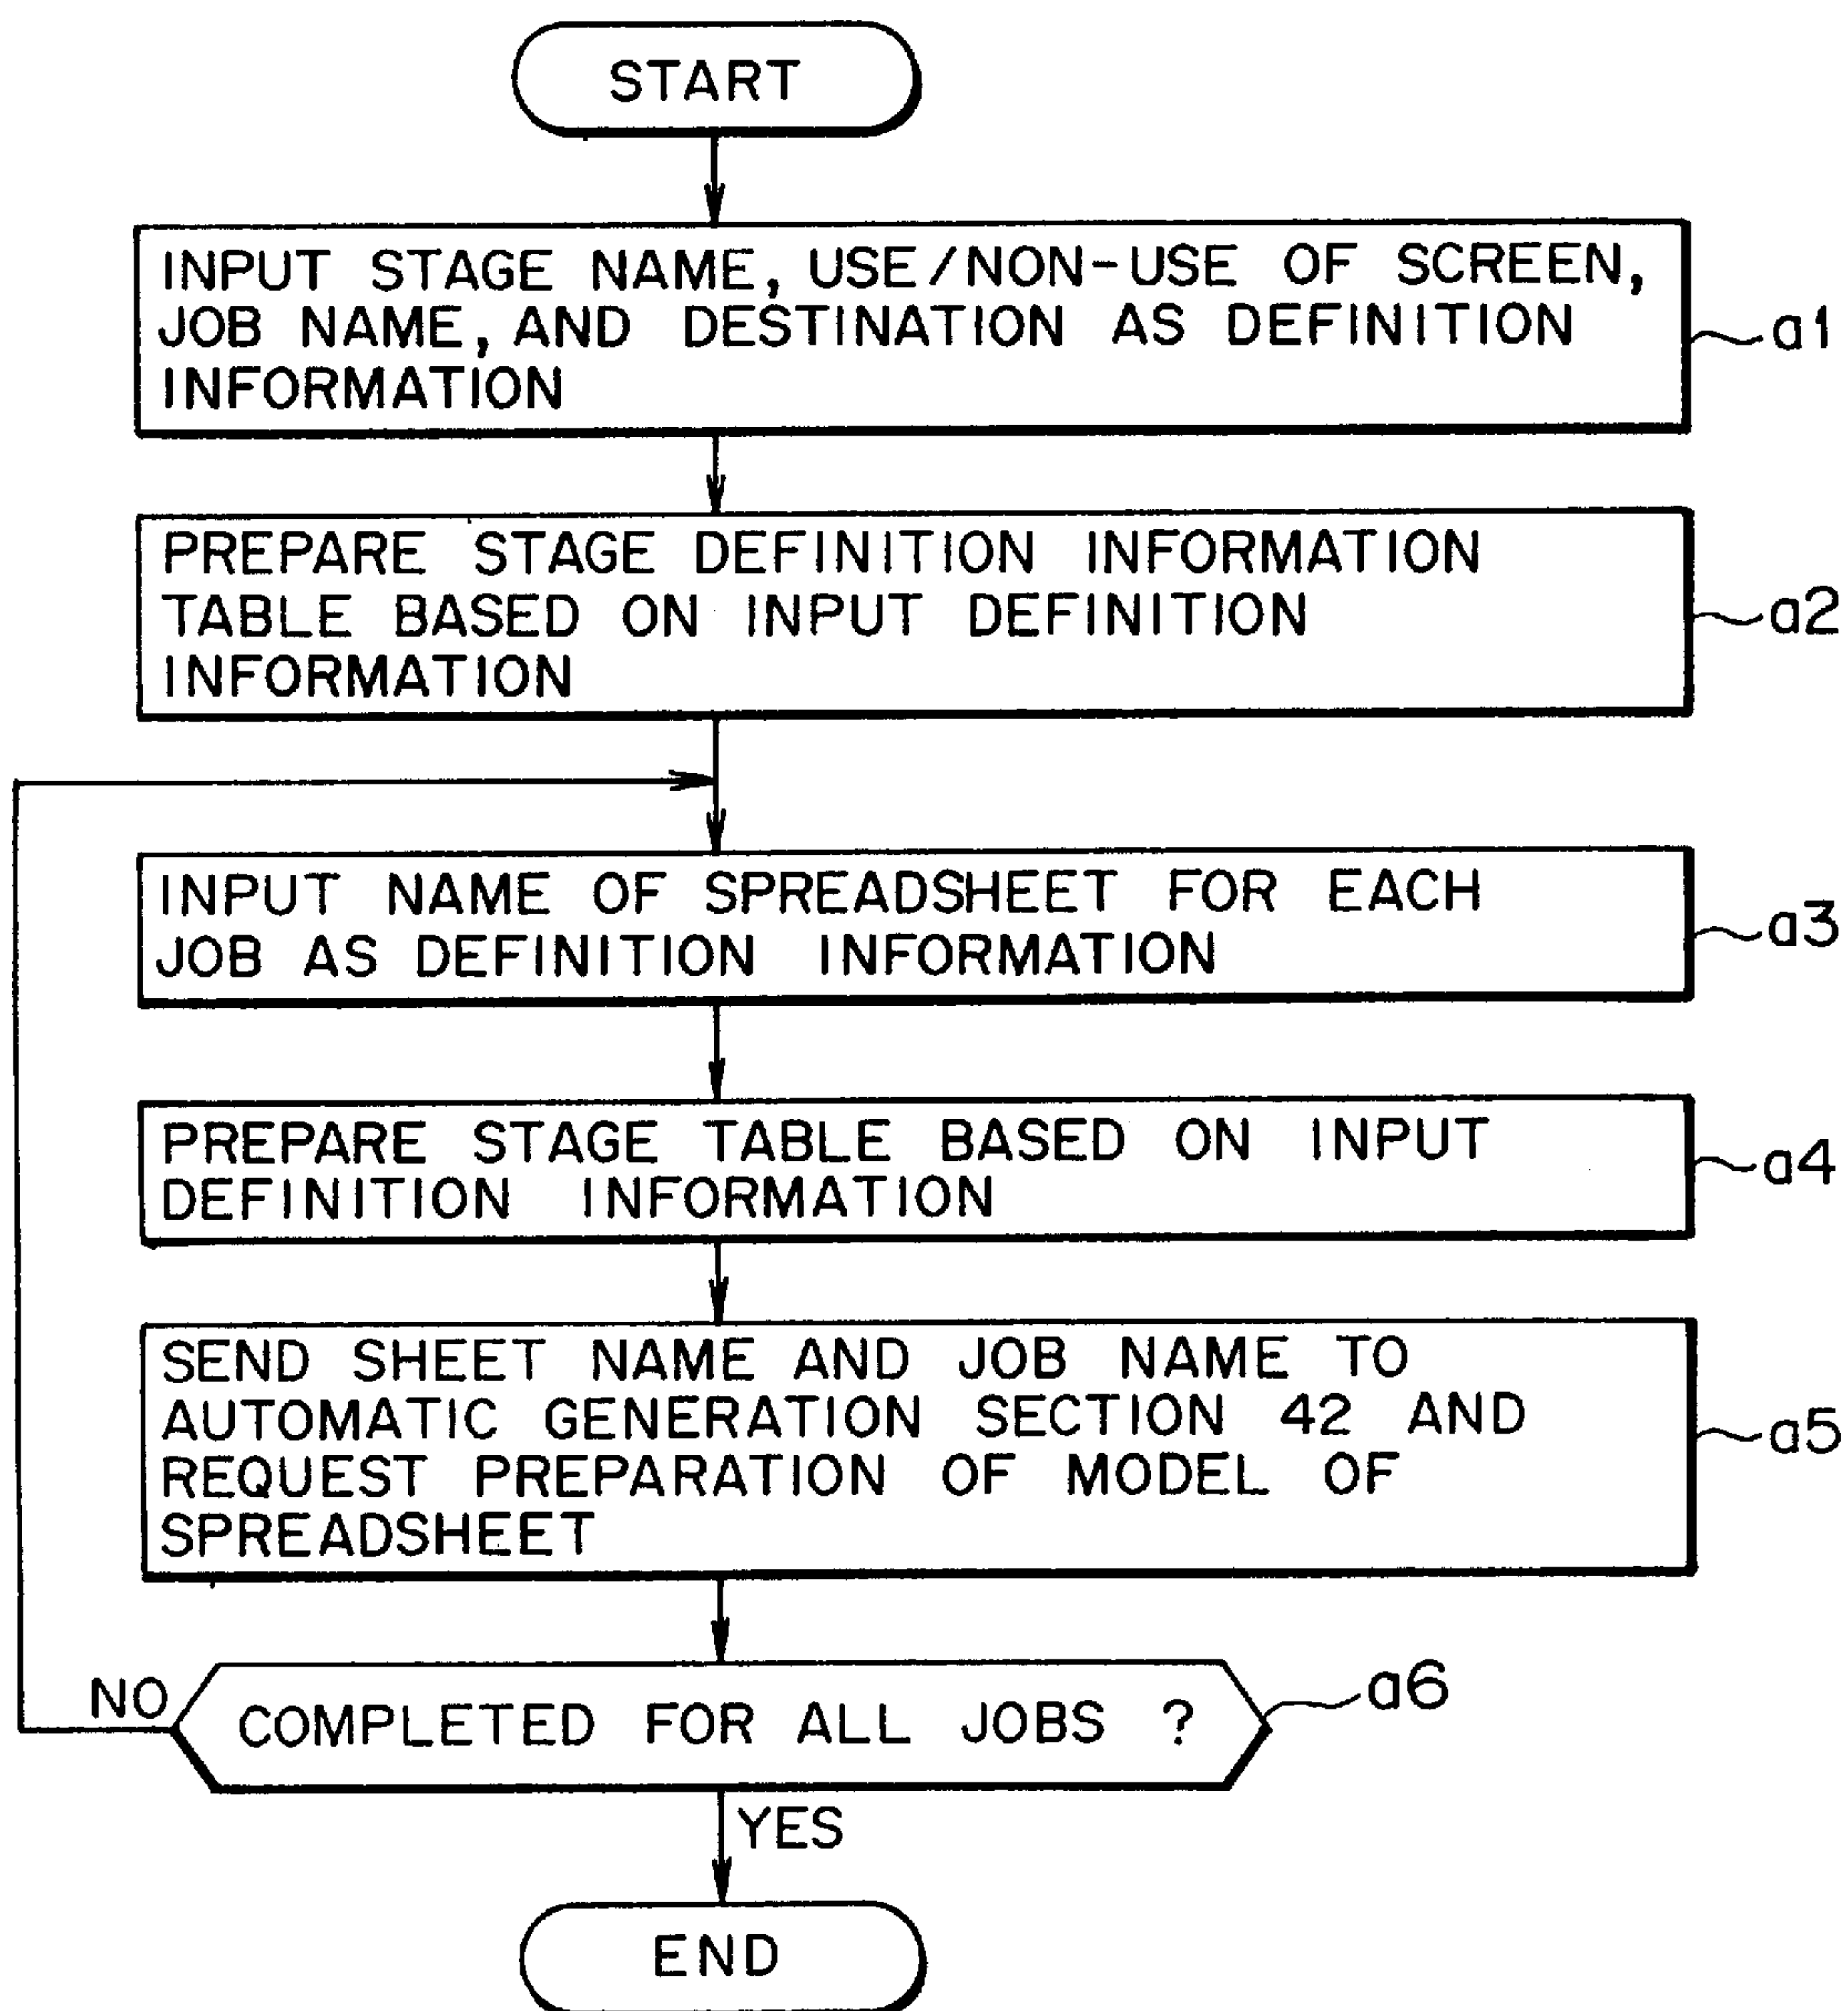 START
INPUT STAGE NAME, USE/NON-USE OF SCREEN,
JOB NAME, AND DESTINATION AS DEFINITION
INFORMATION
a1
PREPARE STAGE DEFINITION INFORMATION
TABLE BASED ON INPUT DEFINITION
INFORMATION
a2
INPUT NAME OF SPREADSHEET FOR EACH
JOB AS DEFINITION INFORMATION
a3
PREPARE STAGE TABLE BASED ON INPUT
DEFINITION INFORMATION
a4
SEND SHEET NAME AND JOB NAME TO
AUTOMATIC GENERATION SECTION 42 AND
REQUEST PREPARATION OF MODEL OF
SPREADSHEET
a5
NO
COMPLETED FOR ALL JOBS ?
a6
YES
END